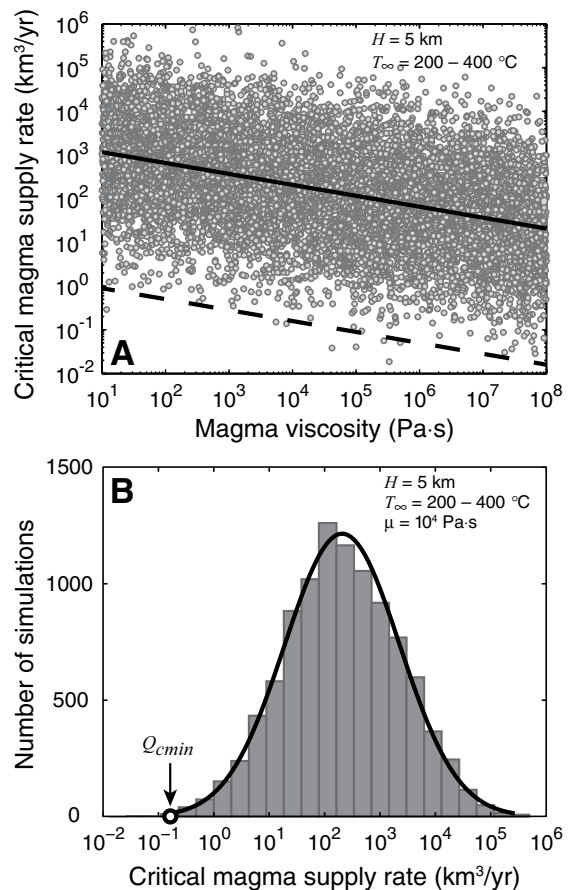 Critical magma supply rate (km³/yr)
10⁶
10⁵
10⁴
10³
10²
10¹
10⁰
10⁻¹
10⁻²
H = 5 km
T∞ = 200 – 400 °C
A
10¹ 10² 10³ 10⁴ 10⁵ 10⁶ 10⁷ 10⁸
Magma viscosity (Pa·s)
Number of simulations
1500
1000
500
0
B
H = 5 km
T∞ = 200 – 400 °C
μ = 10⁴ Pa·s
Qcmin
10⁻² 10⁻¹ 10⁰ 10¹ 10² 10³ 10⁴ 10⁵ 10⁶
Critical magma supply rate (km³/yr)